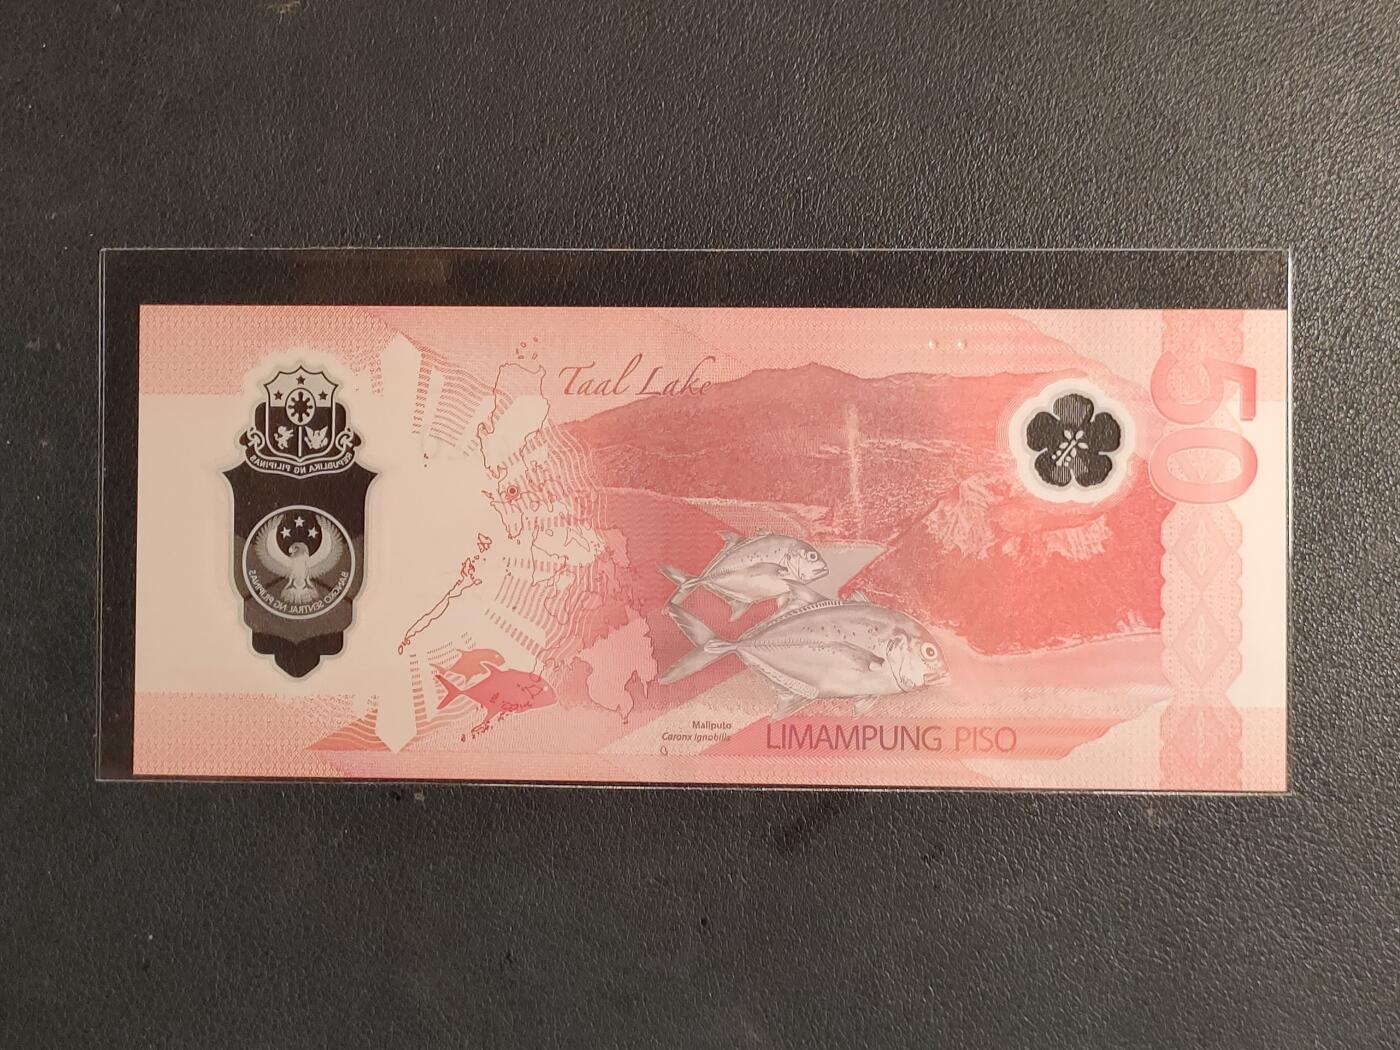 Taal Lake
50
REPUBLIKA NG PILIPINAS
BANGKO SENTRAL NG PILIPINAS
Maliputo
Caranx ignobilis
LIMAMPUNG PISO